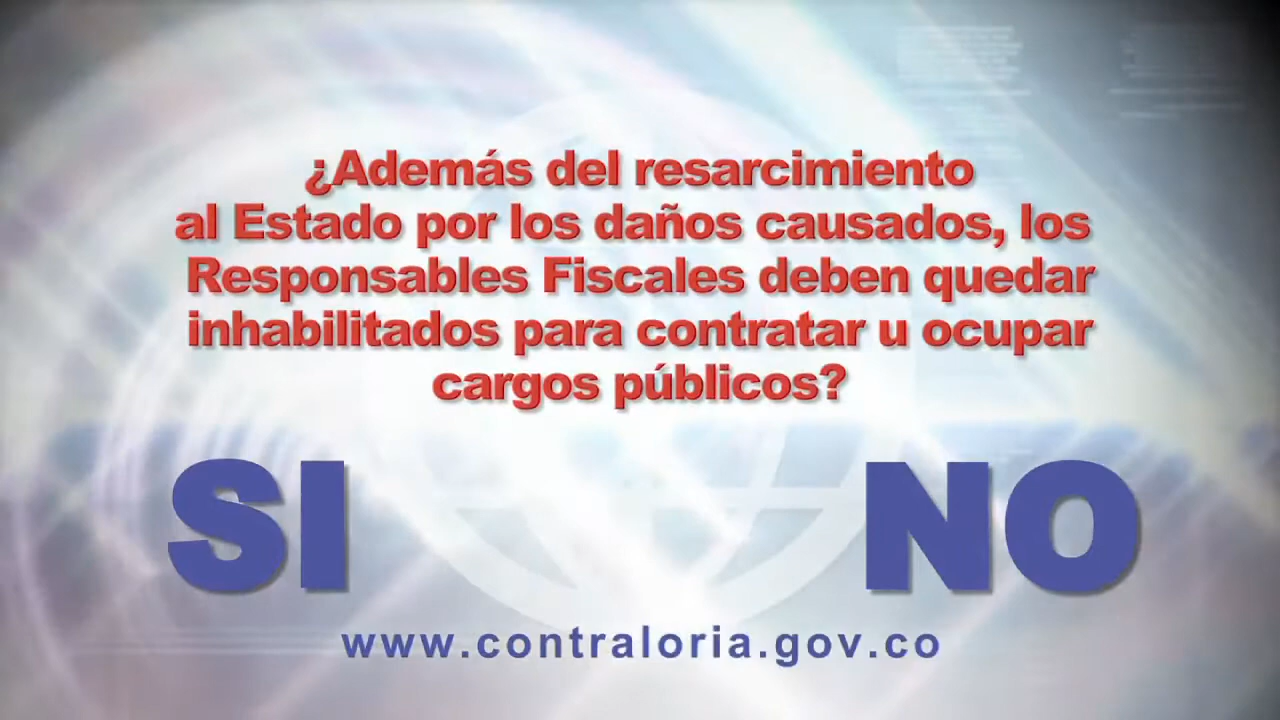 ¿Además del resarcimiento
al Estado por los daños causados, los
Responsables Fiscales deben quedar
inhabilitados para contratar u ocupar
cargos públicos?
SI NO
www.contraloria.gov.co